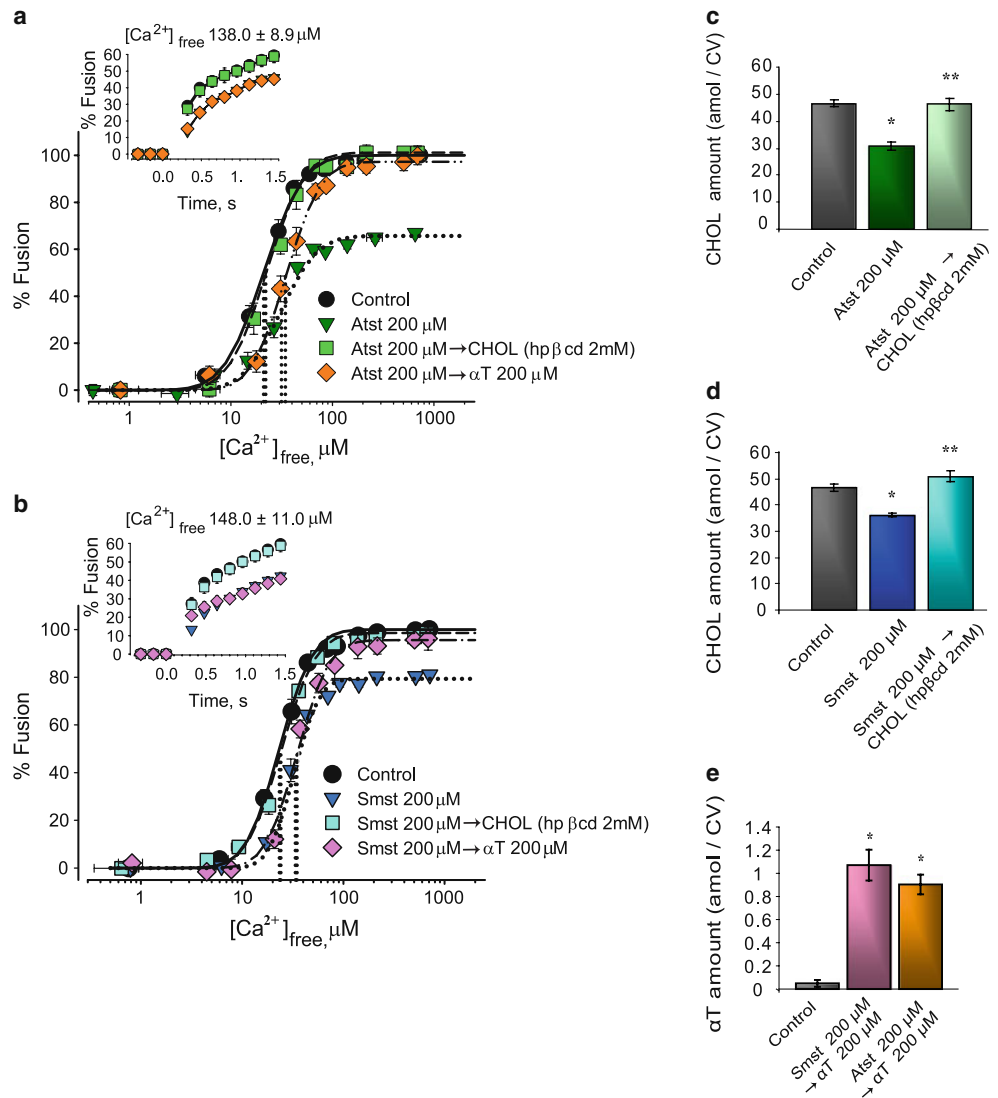 a
[Ca2+] free 138.0 ± 8.9 μM
% Fusion
60
50
40
30
20
10
0
0.0
0.5
1.
1.5
Time, s
% Fusion
100
80
60
40
20
0
Control
Atst 200 μM
Atst 200 μM→CHOL (hpβcd 2mM)
Atst 200 μM→αT 200 μM
1
10
100
1000
[Ca2+]free, μM
b
[Ca2+] free 148.0 ± 11.0 μM
% Fusion
60
50
40
30
20
10
0
0.0
0.5
1.0
1.5
Time, s
% Fusion
100
80
60
40
20
0
Control
Smst 200 μM
Smst 200 μM→CHOL (hp βcd 2mM)
Smst 200 μM→αT 200 μM
1
10
100
1000
[Ca2+]free, μM
c
CHOL amount (amol / CV)
60
50
40
30
20
10
0
*
**
Control
Atst 200 μM
Atst 200 μM →
CHOL (hpβcd 2mM)
d
CHOL amount (amol / CV)
60
50
40
30
20
10
0
*
**
Control
Smst 200 μM
Smst 200 μM →
CHOL (hpβcd 2mM)
e
αT amount (amol / CV)
1.4
1.2
1
0.8
0.6
0.4
0.2
0
*
*
Control
Smst 200 μM
→ αT 200 μM
Atst 200 μM
→ αT 200 μM